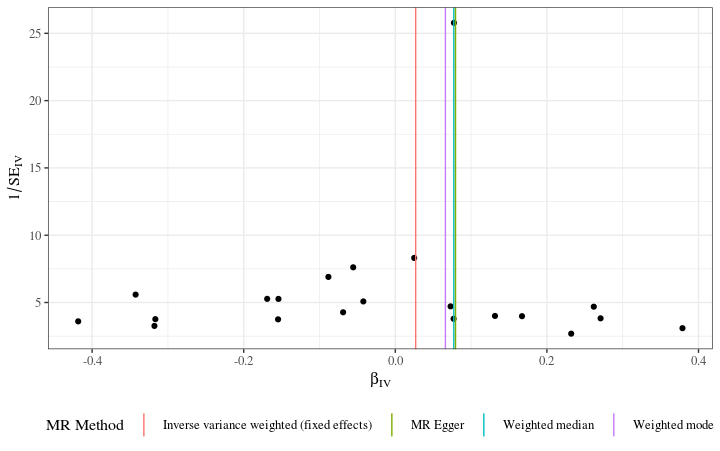 25
20
15
10
5
1/SE_IV
-0.4
-0.2
0.0
0.2
0.4
β_IV
MR Method
Inverse variance weighted (fixed effects)
MR Egger
Weighted median
Weighted mode